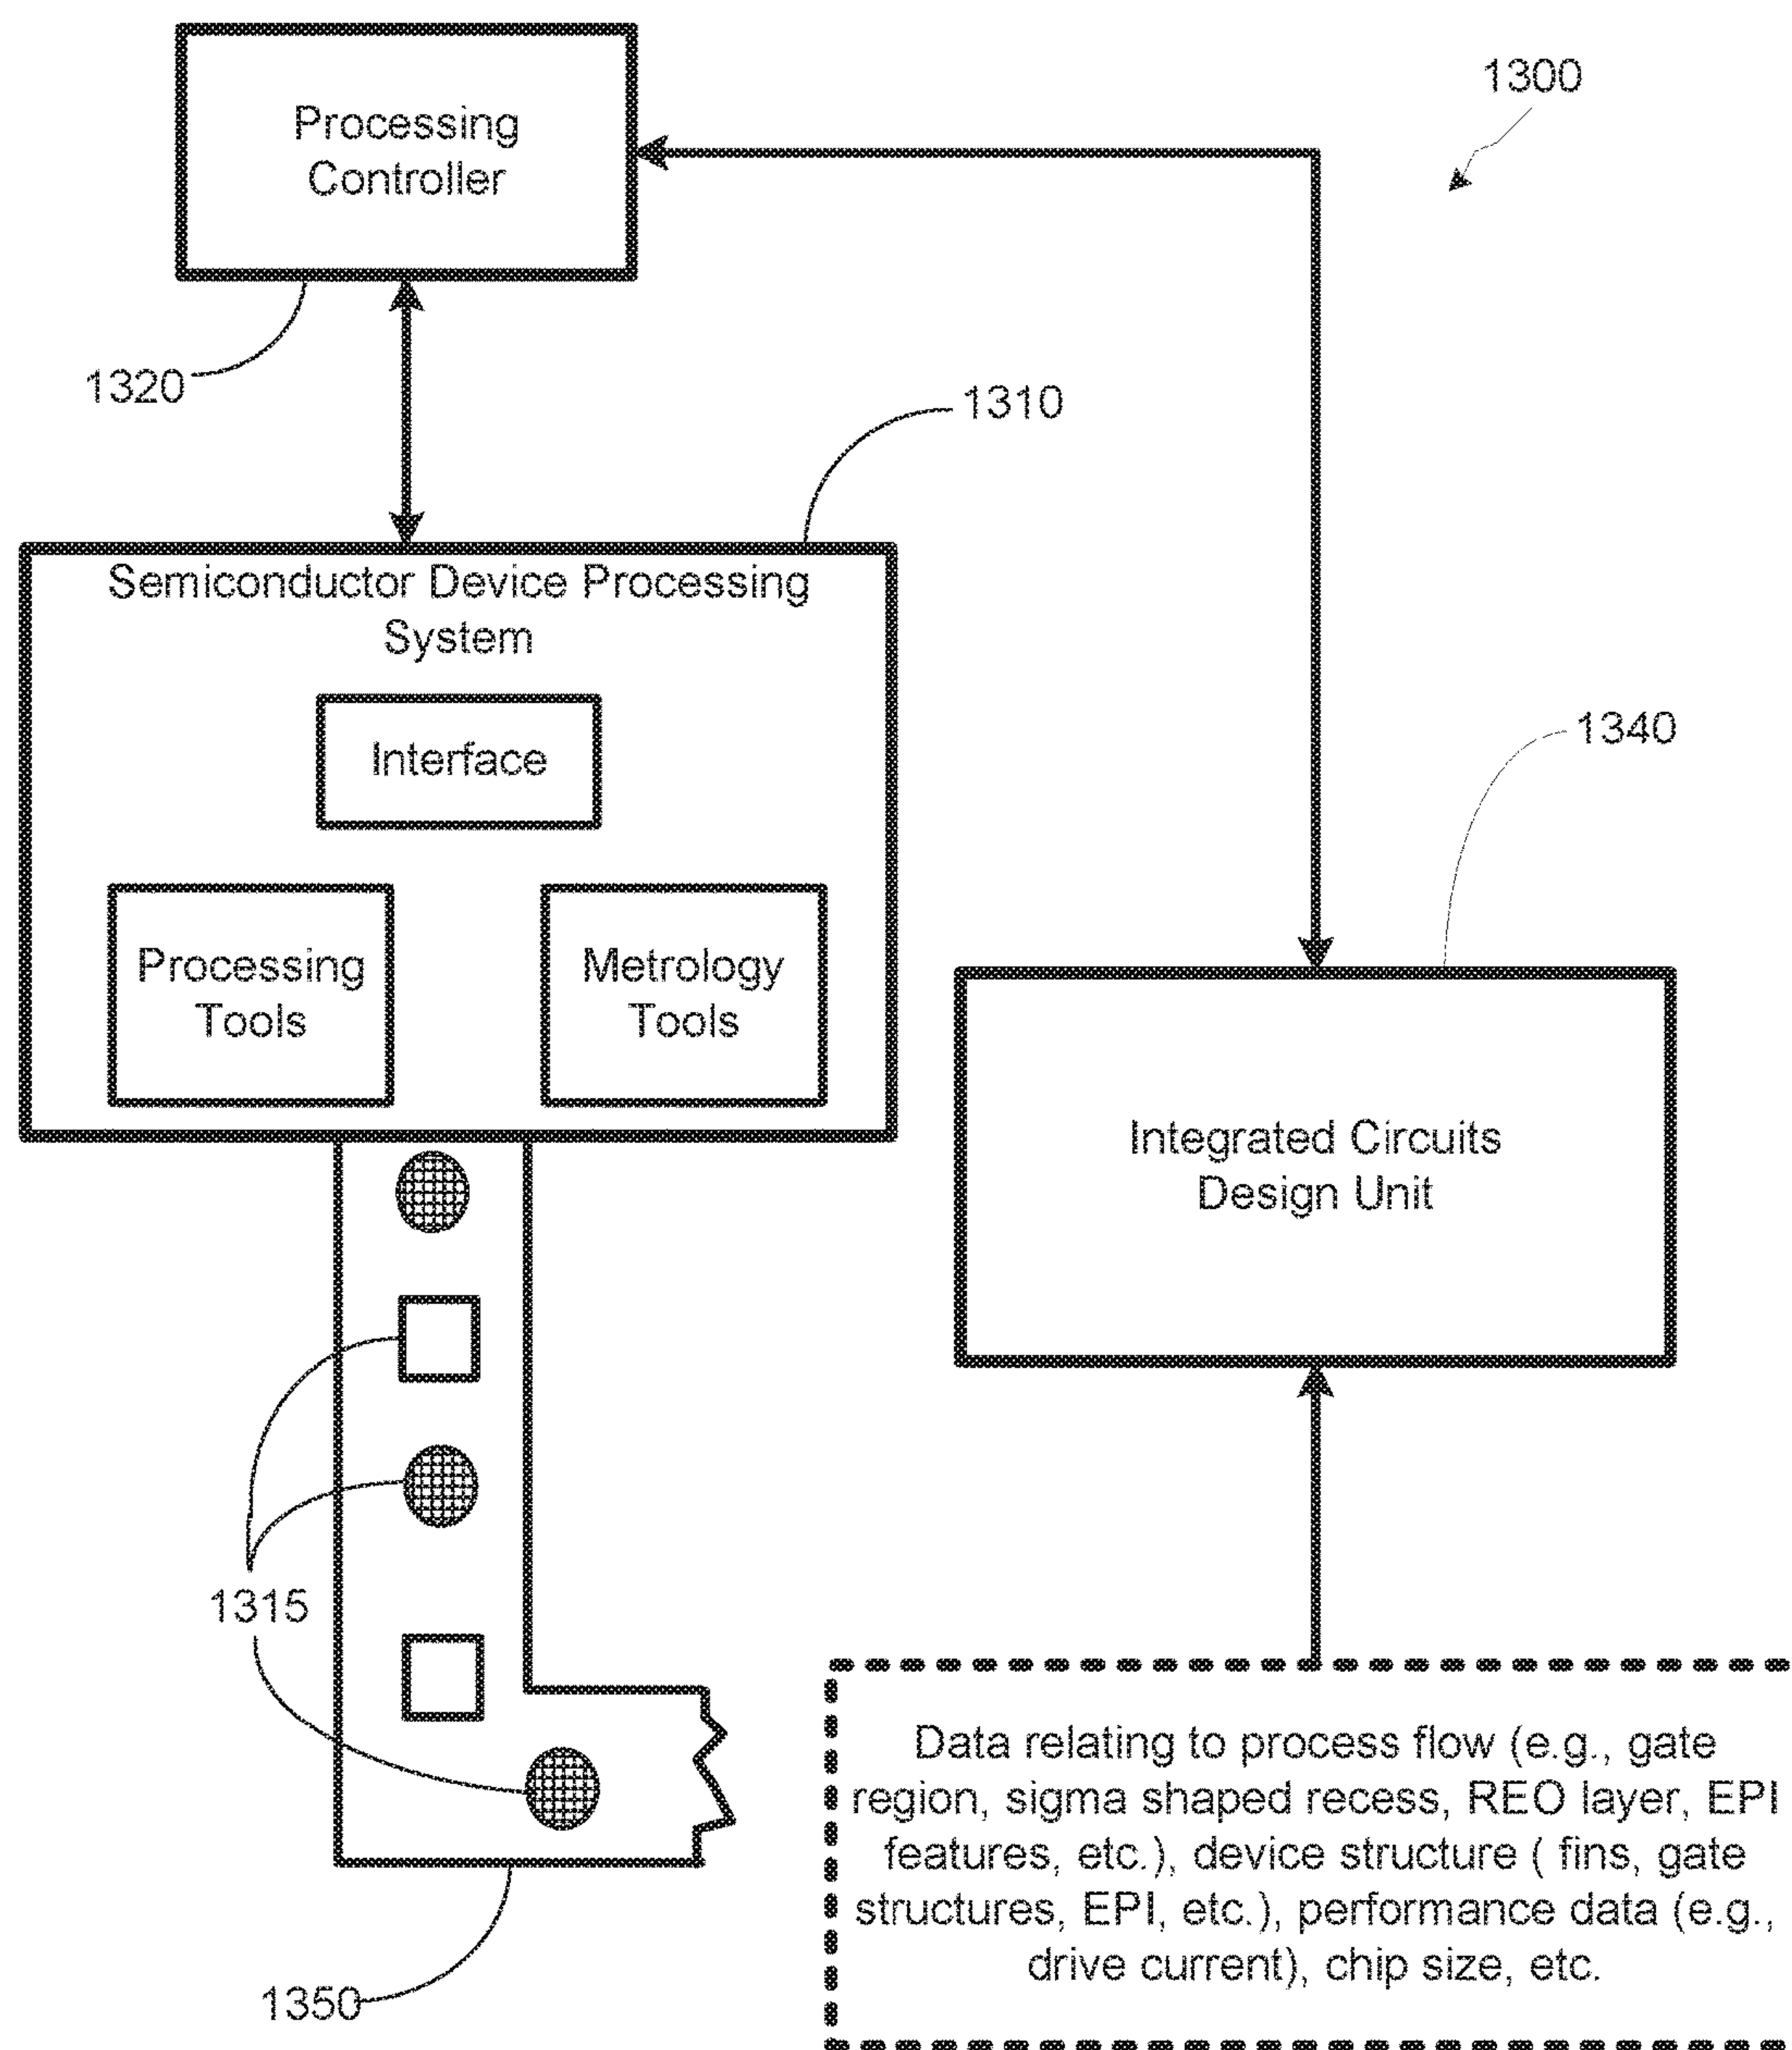 1300
Processing
Controller
1320
1310
Semiconductor Device Processing
System
Interface
1340
Processing
Tools
Metrology
Tools
Integrated Circuits
Design Unit
1315
Data relating to process flow (e.g., gate
region, sigma shaped recess, REO layer, EPI
features, etc.), device structure ( fins, gate
structures, EPI, etc.), performance data (e.g.,
drive current), chip size, etc.
1350